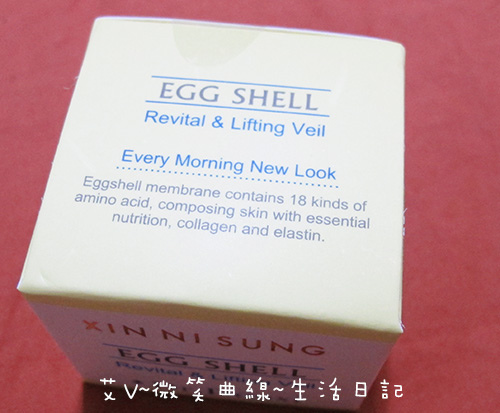 EGG SHELL
Revital & Lifting Veil
Every Morning New Look
Eggshell membrane contains 18 kinds of
amino acid, composing skin with essential
nutrition, collagen and elastin.
XIN NI SUNG
EGG SHELL
Revital & Lifting
艾V~微笑曲線~生活日記